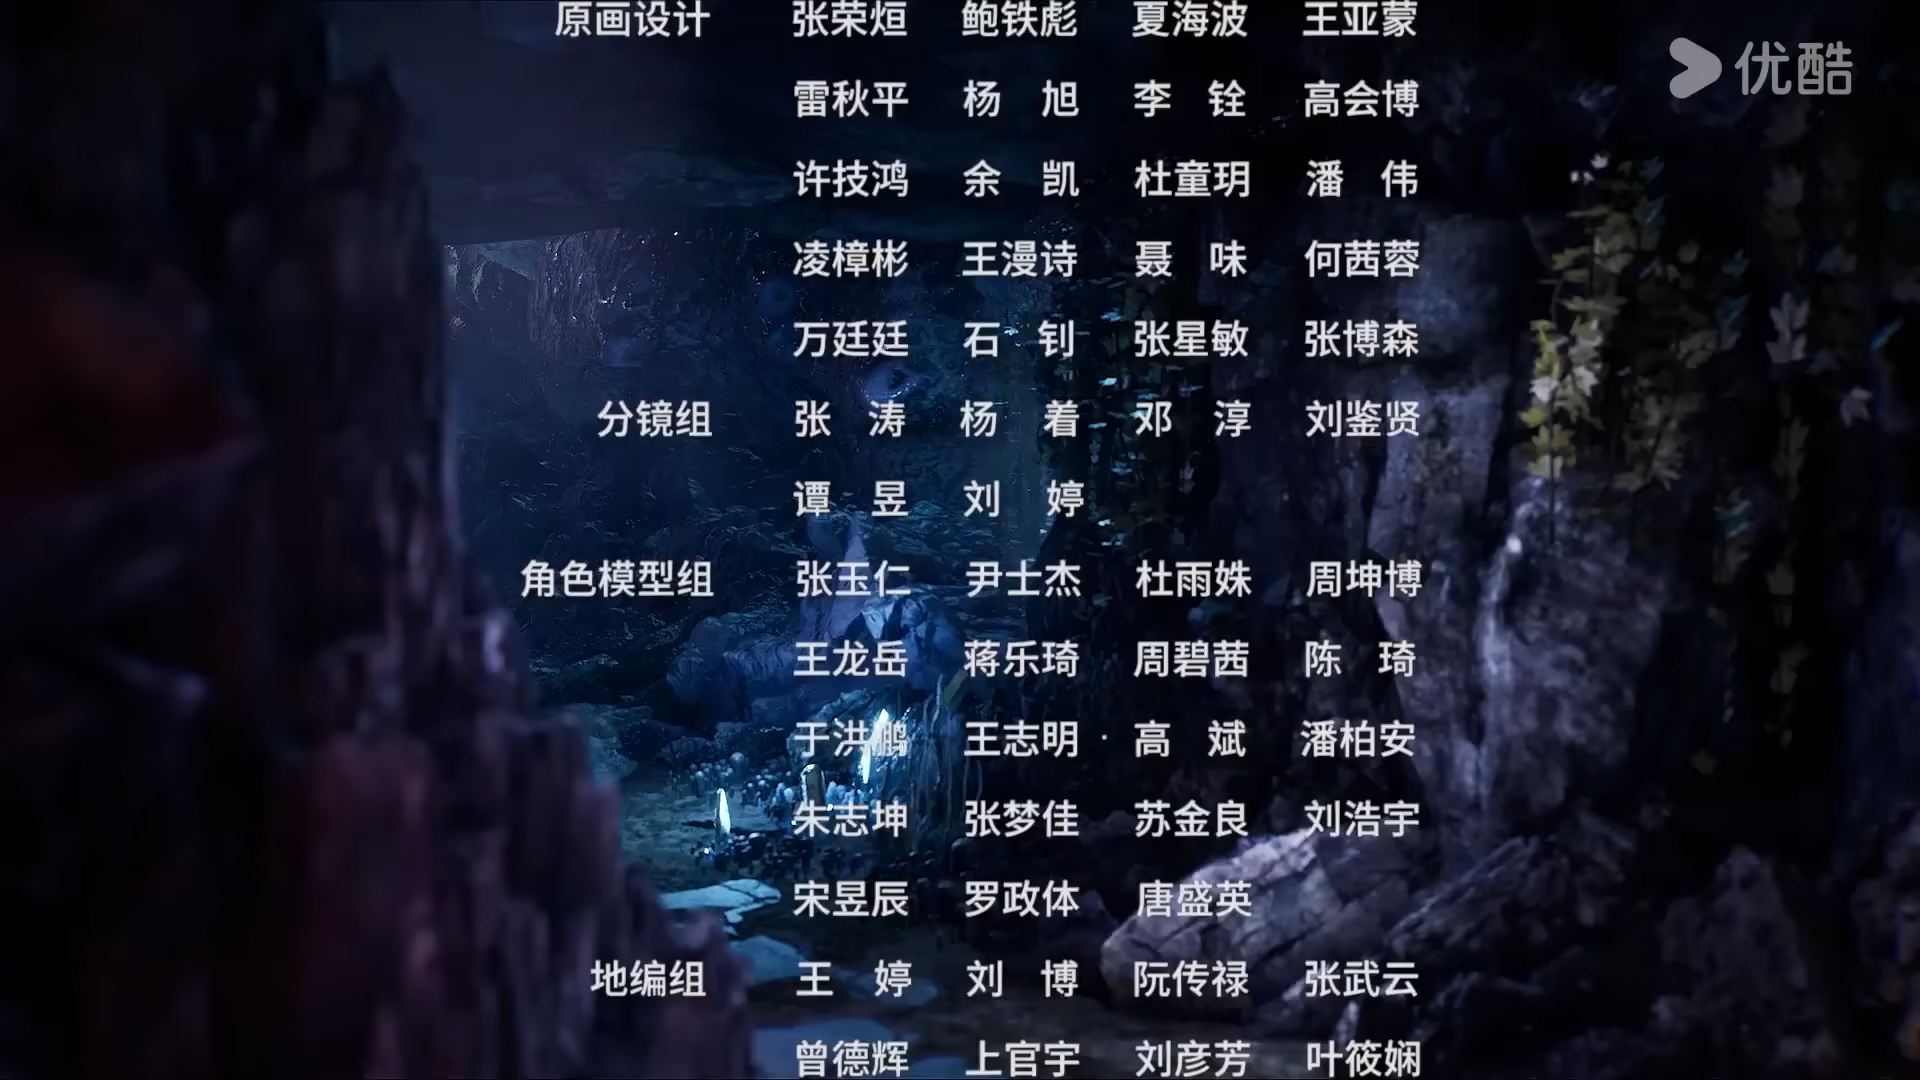 原画设计 张荣烜 鲍铁彪 夏海波 王亚蒙
优酷
雷秋平 杨 旭 李 铨 高会博
许技鸿 余 凯 杜童玥 潘 伟
凌樟彬 王漫诗 聂 味 何茜蓉
万廷廷 石 钊 张星敏 张博森
分镜组 张 涛 杨 着 邓 淳 刘鉴贤
谭 昱 刘 婷
角色模型组 张玉仁 尹士杰 杜雨姝 周坤博
王龙岳 蒋乐琦 周碧茜 陈 琦
于洪鹏 王志明 高 斌 潘柏安
朱志坤 张梦佳 苏金良 刘浩宇
宋昱辰 罗政体 唐盛英
地编组 王 婷 刘 博 阮传禄 张武云
曾德辉 上官宇 刘彦芳 叶筱娴